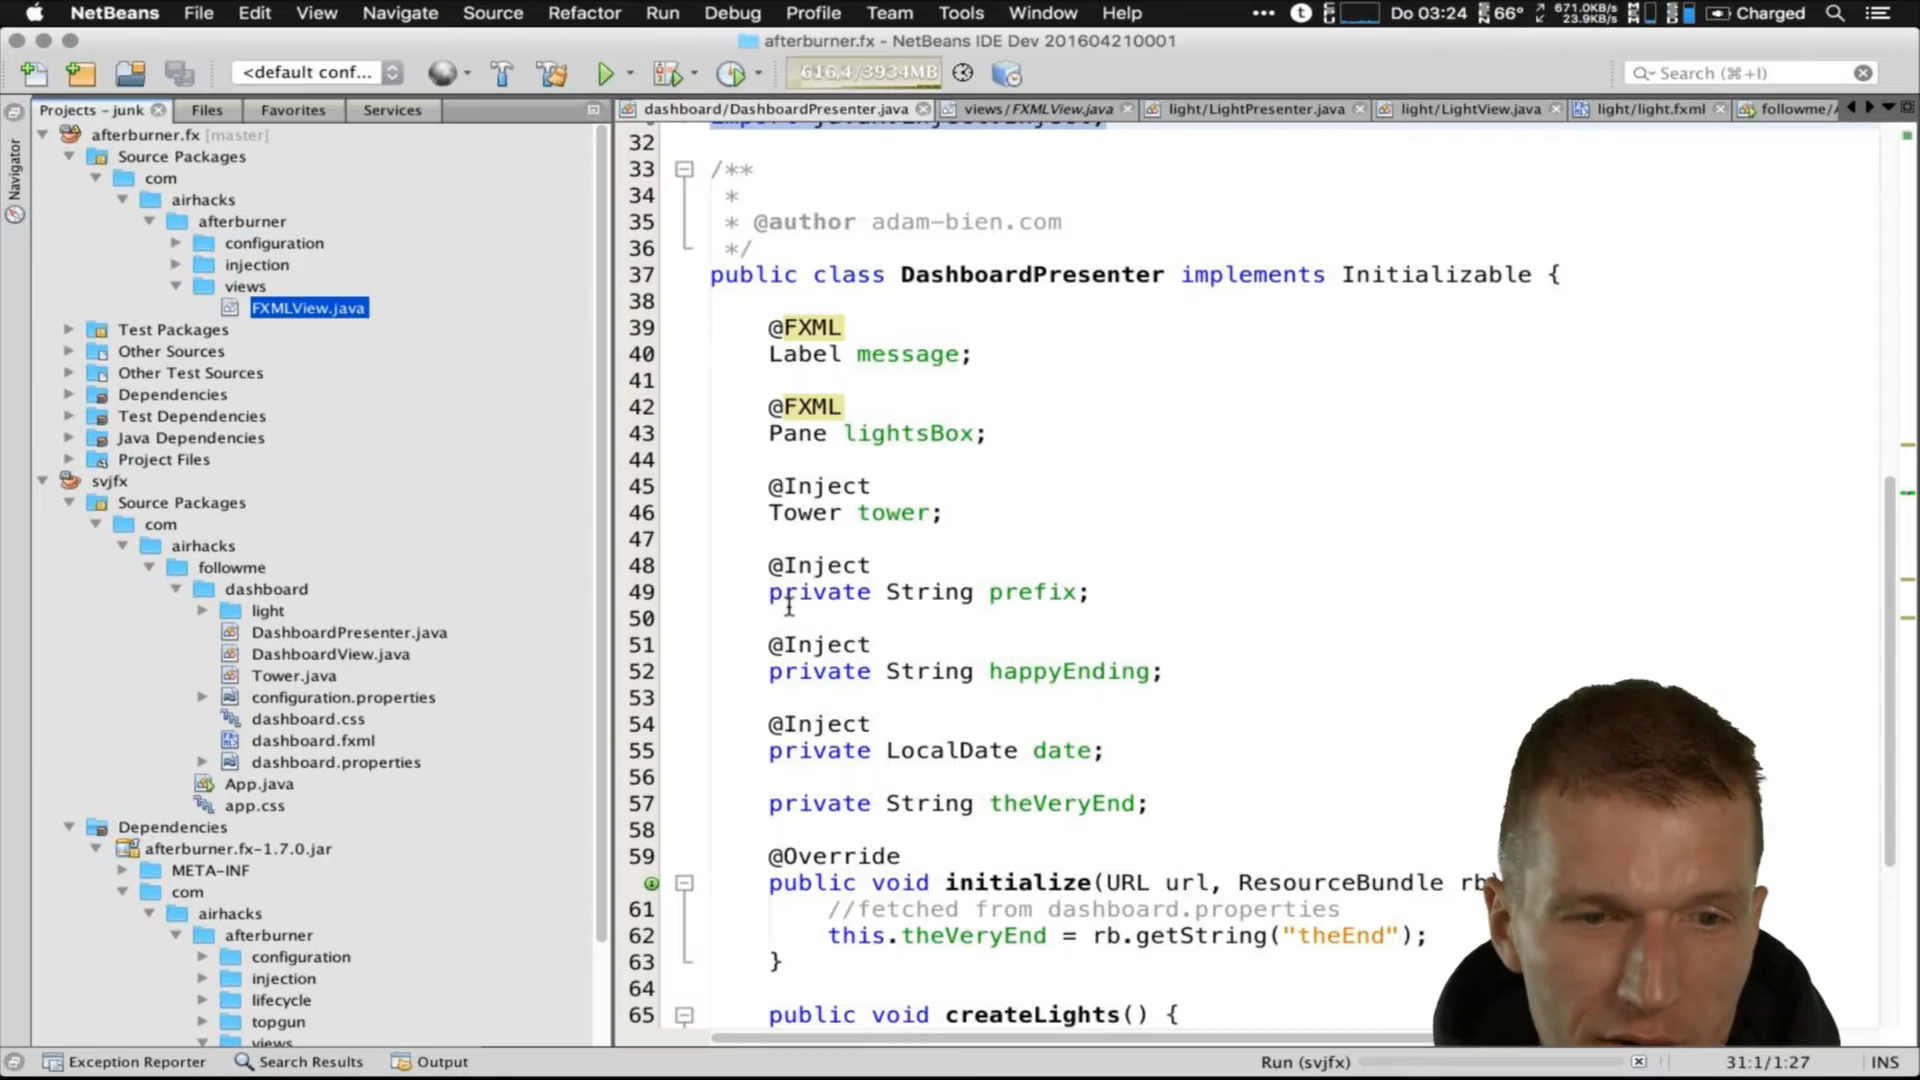 NetBeans File Edit View Navigate Source Refactor Run Debug Profile Team Tools Window Help
Do 03:24 66° 671.0KB/s 23.9KB/s Charged
afterburner.fx - NetBeans IDE Dev 201604210001
<default conf...
616.4/3934MB
Search (⌘+I)
Projects - junk Files Favorites Services
dashboard/DashboardPresenter.java views/FXMLView.java light/LightPresenter.java light/LightView.java light/light.fxml followme/
Navigator
afterburner.fx [master]
Source Packages
com
airhacks
afterburner
configuration
injection
views
FXMLView.java
Test Packages
Other Sources
Other Test Sources
Dependencies
Test Dependencies
Java Dependencies
Project Files
svjfx
Source Packages
com
airhacks
followme
dashboard
light
DashboardPresenter.java
DashboardView.java
Tower.java
configuration.properties
dashboard.css
dashboard.fxml
dashboard.properties
App.java
app.css
Dependencies
afterburner.fx-1.7.0.jar
META-INF
com
airhacks
afterburner
configuration
injection
lifecycle
topgun
views
32
33 /**
34 *
35 * @author adam-bien.com
36 */
37 public class DashboardPresenter implements Initializable {
38
39 @FXML
40 Label message;
41
42 @FXML
43 Pane lightsBox;
44
45 @Inject
46 Tower tower;
47
48 @Inject
49 private String prefix;
50
51 @Inject
52 private String happyEnding;
53
54 @Inject
55 private LocalDate date;
56
57 private String theVeryEnd;
58
59 @Override
public void initialize(URL url, ResourceBundle rb)
61 //fetched from dashboard.properties
62 this.theVeryEnd = rb.getString("theEnd");
63 }
64
65 public void createLights() {
Exception Reporter Search Results Output
Run (svjfx) 31:1/1:27 INS